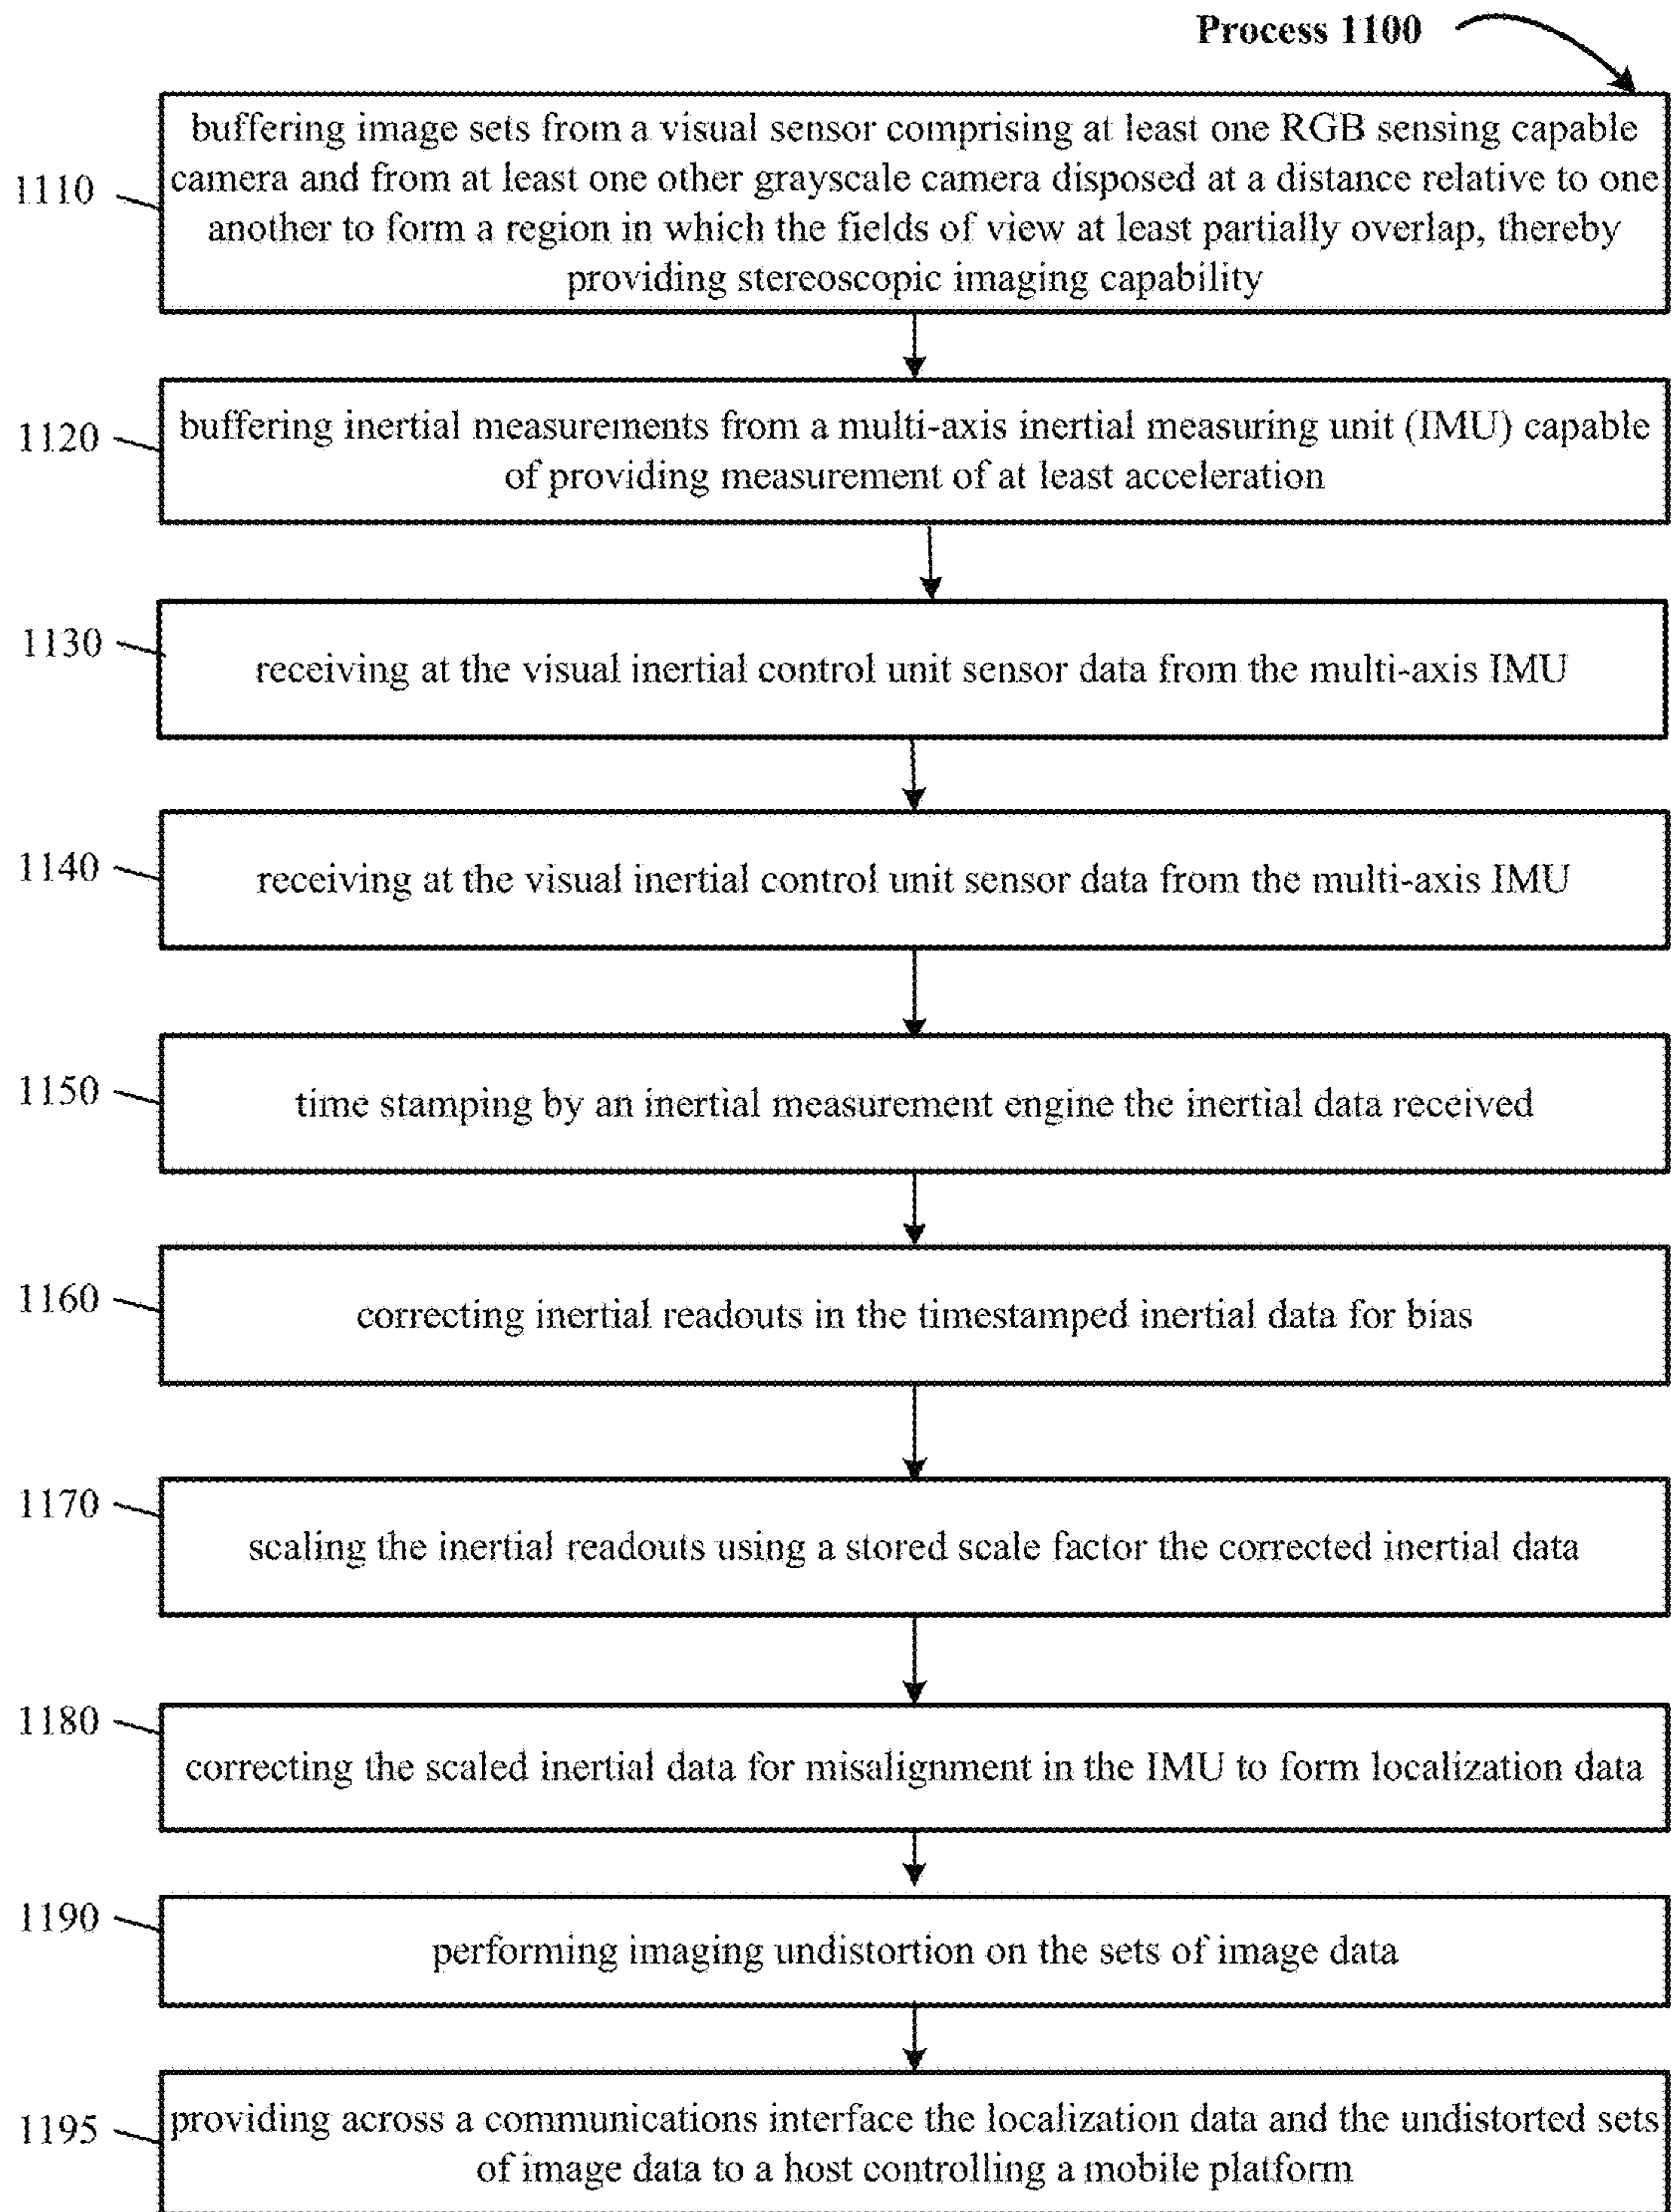 Process 1100
1110
buffering image sets from a visual sensor comprising at least one RGB sensing capable
camera and from at least one other grayscale camera disposed at a distance relative to one
another to form a region in which the fields of view at least partially overlap, thereby
providing stereoscopic imaging capability
1120
buffering inertial measurements from a multi-axis inertial measuring unit (IMU) capable
of providing measurement of at least acceleration
1130
receiving at the visual inertial control unit sensor data from the multi-axis IMU
1140
receiving at the visual inertial control unit sensor data from the multi-axis IMU
1150
time stamping by an inertial measurement engine the inertial data received
1160
correcting inertial readouts in the timestamped inertial data for bias
1170
scaling the inertial readouts using a stored scale factor the corrected inertial data
1180
correcting the scaled inertial data for misalignment in the IMU to form localization data
1190
performing imaging undistortion on the sets of image data
1195
providing across a communications interface the localization data and the undistorted sets
of image data to a host controlling a mobile platform